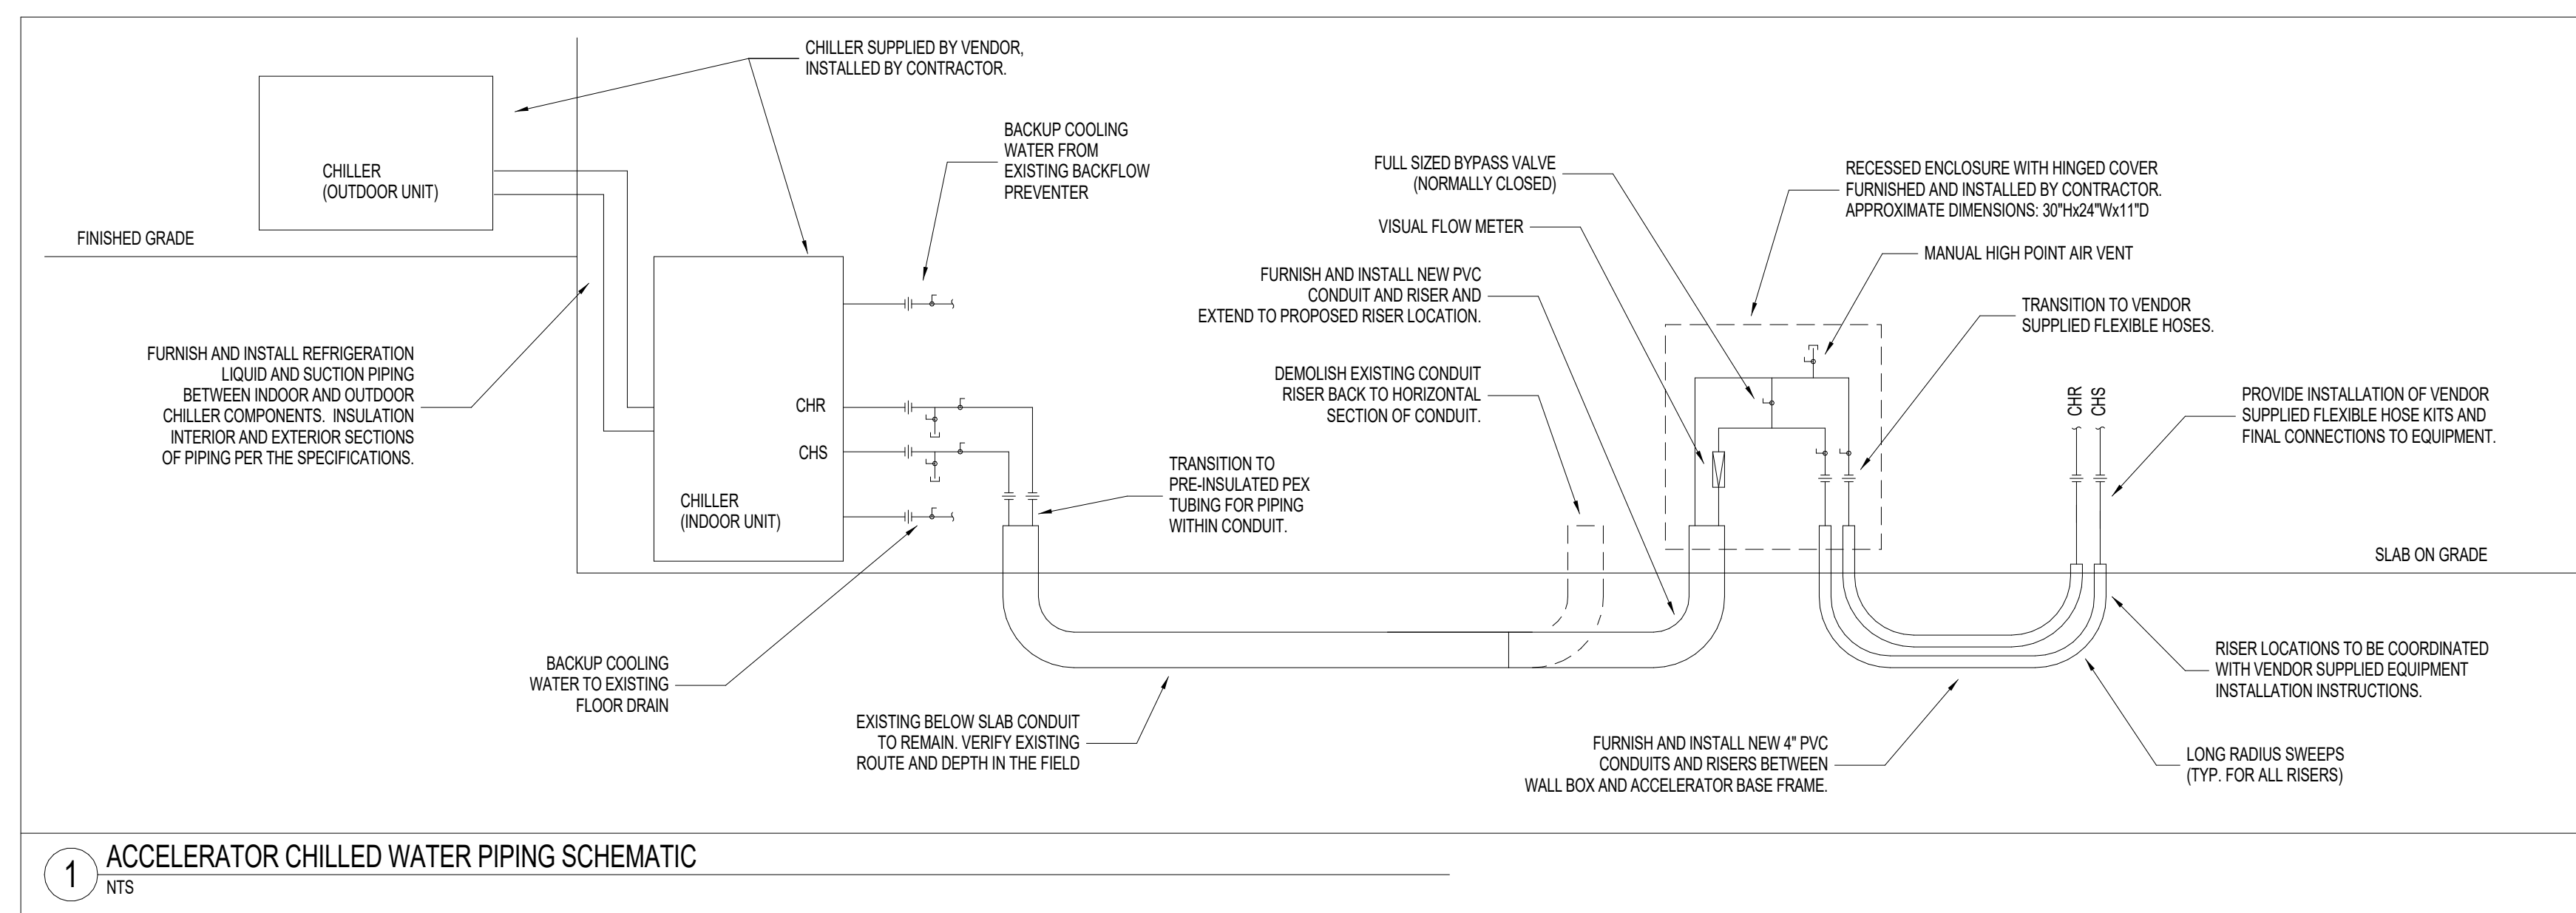 CHILLER SUPPLIED BY VENDOR,
INSTALLED BY CONTRACTOR.
CHILLER
(OUTDOOR UNIT)
FINISHED GRADE
BACKUP COOLING
WATER FROM
EXISTING BACKFLOW
PREVENTER
FULL SIZED BYPASS VALVE
(NORMALLY CLOSED)
VISUAL FLOW METER
RECESSED ENCLOSURE WITH HINGED COVER
FURNISHED AND INSTALLED BY CONTRACTOR.
APPROXIMATE DIMENSIONS: 30"Hx24"Wx11"D
MANUAL HIGH POINT AIR VENT
FURNISH AND INSTALL NEW PVC
CONDUIT AND RISER AND
EXTEND TO PROPOSED RISER LOCATION.
TRANSITION TO VENDOR
SUPPLIED FLEXIBLE HOSES.
FURNISH AND INSTALL REFRIGERATION
LIQUID AND SUCTION PIPING
BETWEEN INDOOR AND OUTDOOR
CHILLER COMPONENTS.  INSULATION
INTERIOR AND EXTERIOR SECTIONS
OF PIPING PER THE SPECIFICATIONS.
DEMOLISH EXISTING CONDUIT
RISER BACK TO HORIZONTAL
SECTION OF CONDUIT.
CHR
CHS
CHILLER
(INDOOR UNIT)
TRANSITION TO
PRE-INSULATED PEX
TUBING FOR PIPING
WITHIN CONDUIT.
CHR
CHS
PROVIDE INSTALLATION OF VENDOR
SUPPLIED FLEXIBLE HOSE KITS AND
FINAL CONNECTIONS TO EQUIPMENT.
SLAB ON GRADE
BACKUP COOLING
WATER TO EXISTING
FLOOR DRAIN
EXISTING BELOW SLAB CONDUIT
TO REMAIN. VERIFY EXISTING
ROUTE AND DEPTH IN THE FIELD
FURNISH AND INSTALL NEW 4" PVC
CONDUITS AND RISERS BETWEEN
WALL BOX AND ACCELERATOR BASE FRAME.
RISER LOCATIONS TO BE COORDINATED
WITH VENDOR SUPPLIED EQUIPMENT
INSTALLATION INSTRUCTIONS.
LONG RADIUS SWEEPS
(TYP. FOR ALL RISERS)
1
ACCELERATOR CHILLED WATER PIPING SCHEMATIC
NTS